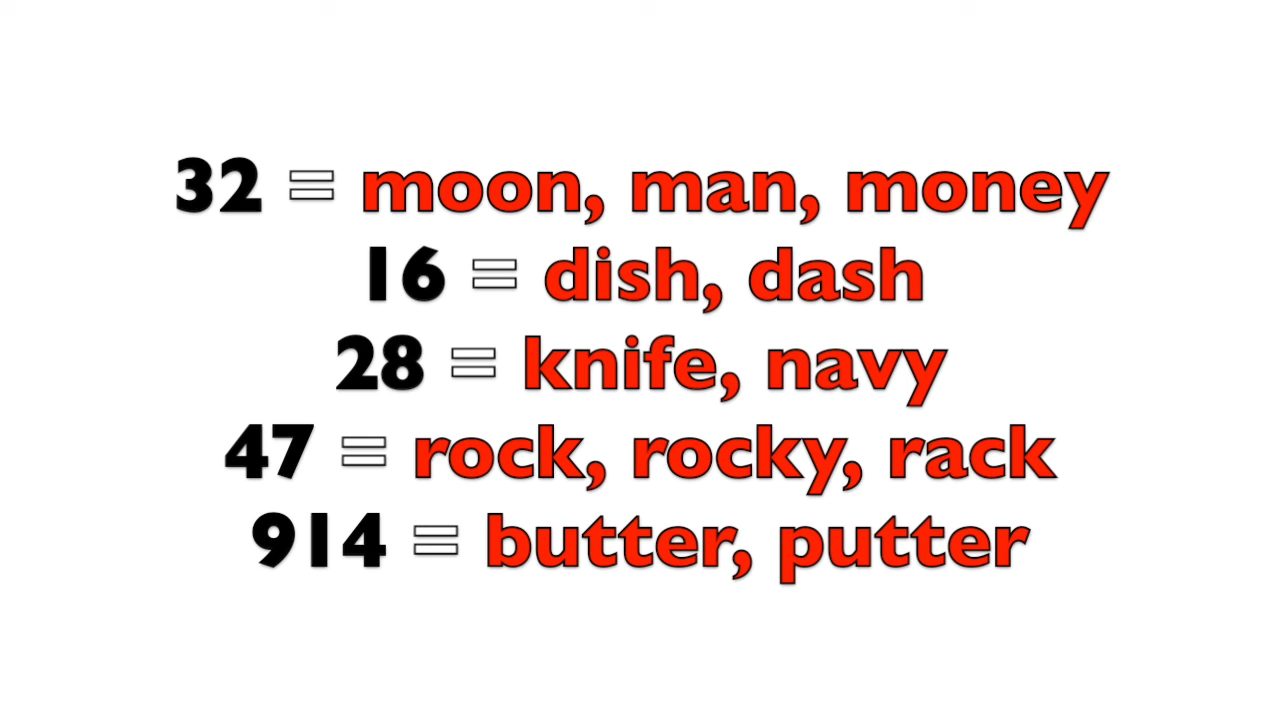 32 = moon, man, money
16 = dish, dash
28 = knife, navy
47 = rock, rocky, rack
914 = butter, putter